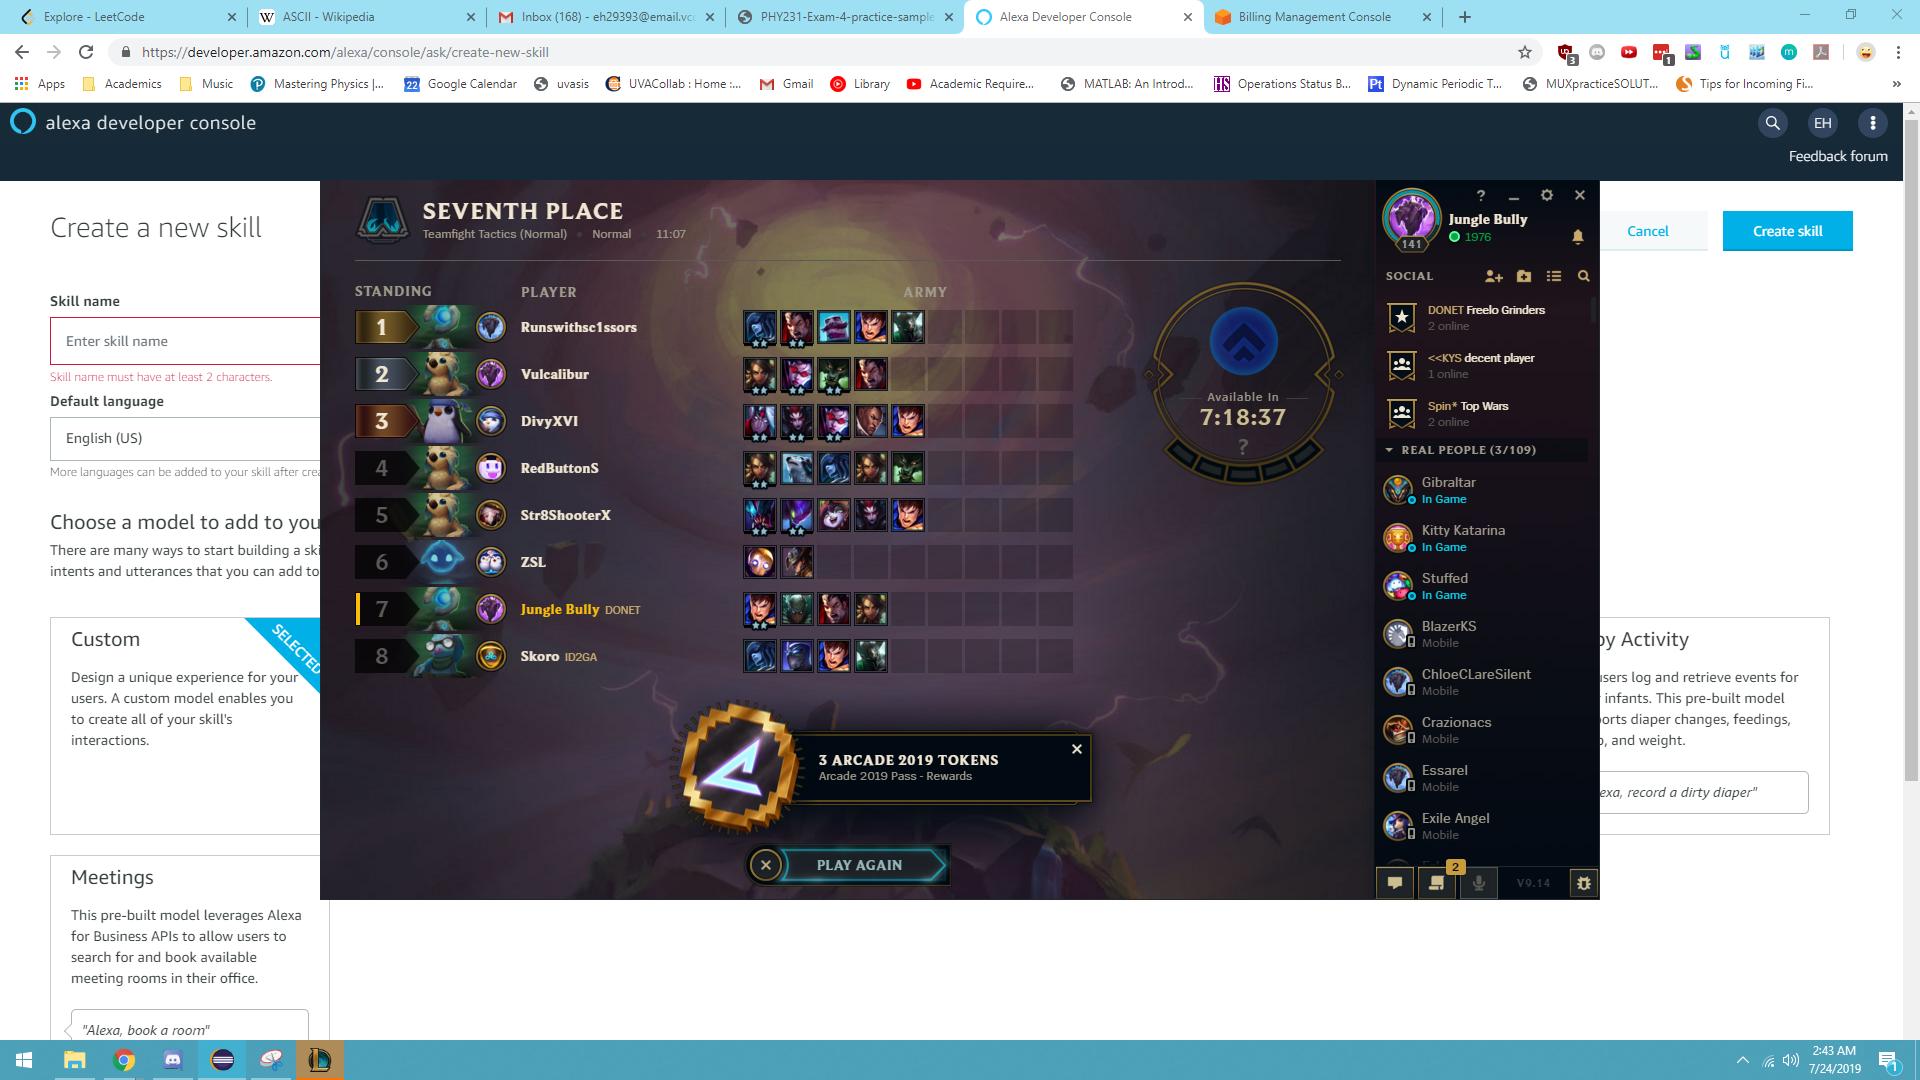 Explore - LeetCode
ASCII - Wikipedia
Inbox (168) - eh29393@email.vcc
PHY231-Exam-4-practice-sample
Alexa Developer Console
Billing Management Console
https://developer.amazon.com/alexa/console/ask/create-new-skill
3
1
Apps
Academics
Music
Mastering Physics |...
22
Google Calendar
uvasis
UVACollab : Home :...
Gmail
Library
Academic Require...
MATLAB: An Introd...
HS
Operations Status B...
Pt
Dynamic Periodic T...
MUXpracticeSOLUT...
Tips for Incoming Fi...
»
alexa developer console
EH
Feedback forum
Create a new skill
Cancel
Create skill
Skill name
Enter skill name
Skill name must have at least 2 characters.
Default language
English (US)
More languages can be added to your skill after crea
Choose a model to add to you
There are many ways to start building a ski
intents and utterances that you can add to
Custom
SELECTED
Design a unique experience for your
users. A custom model enables you
to create all of your skill's
interactions.
Meetings
This pre-built model leverages Alexa
for Business APIs to allow users to
search for and book available
meeting rooms in their office.
"Alexa, book a room"
by Activity
users log and retrieve events for
infants. This pre-built model
ports diaper changes, feedings,
, and weight.
exa, record a dirty diaper"
SEVENTH PLACE
Teamfight Tactics (Normal) • Normal • 11:07
STANDING
PLAYER
ARMY
1 Runswithsc1ssors
2 Vulcalibur
3 DivyXVI
4 RedButtonS
5 Str8ShooterX
6 ZSL
7 Jungle Bully DONET
8 Skoro ID2GA
Available In
7:18:37
?
3 ARCADE 2019 TOKENS
Arcade 2019 Pass - Rewards
PLAY AGAIN
?
Jungle Bully
1976
141
SOCIAL
DONET Freelo Grinders
2 online
<<KYS decent player
1 online
Spin* Top Wars
2 online
REAL PEOPLE (3/109)
Gibraltar
In Game
Kitty Katarina
In Game
Stuffed
In Game
BlazerKS
Mobile
ChloeCLareSilent
Mobile
Crazionacs
Mobile
Essarel
Mobile
Exile Angel
Mobile
2
V9.14
2:43 AM
7/24/2019
1